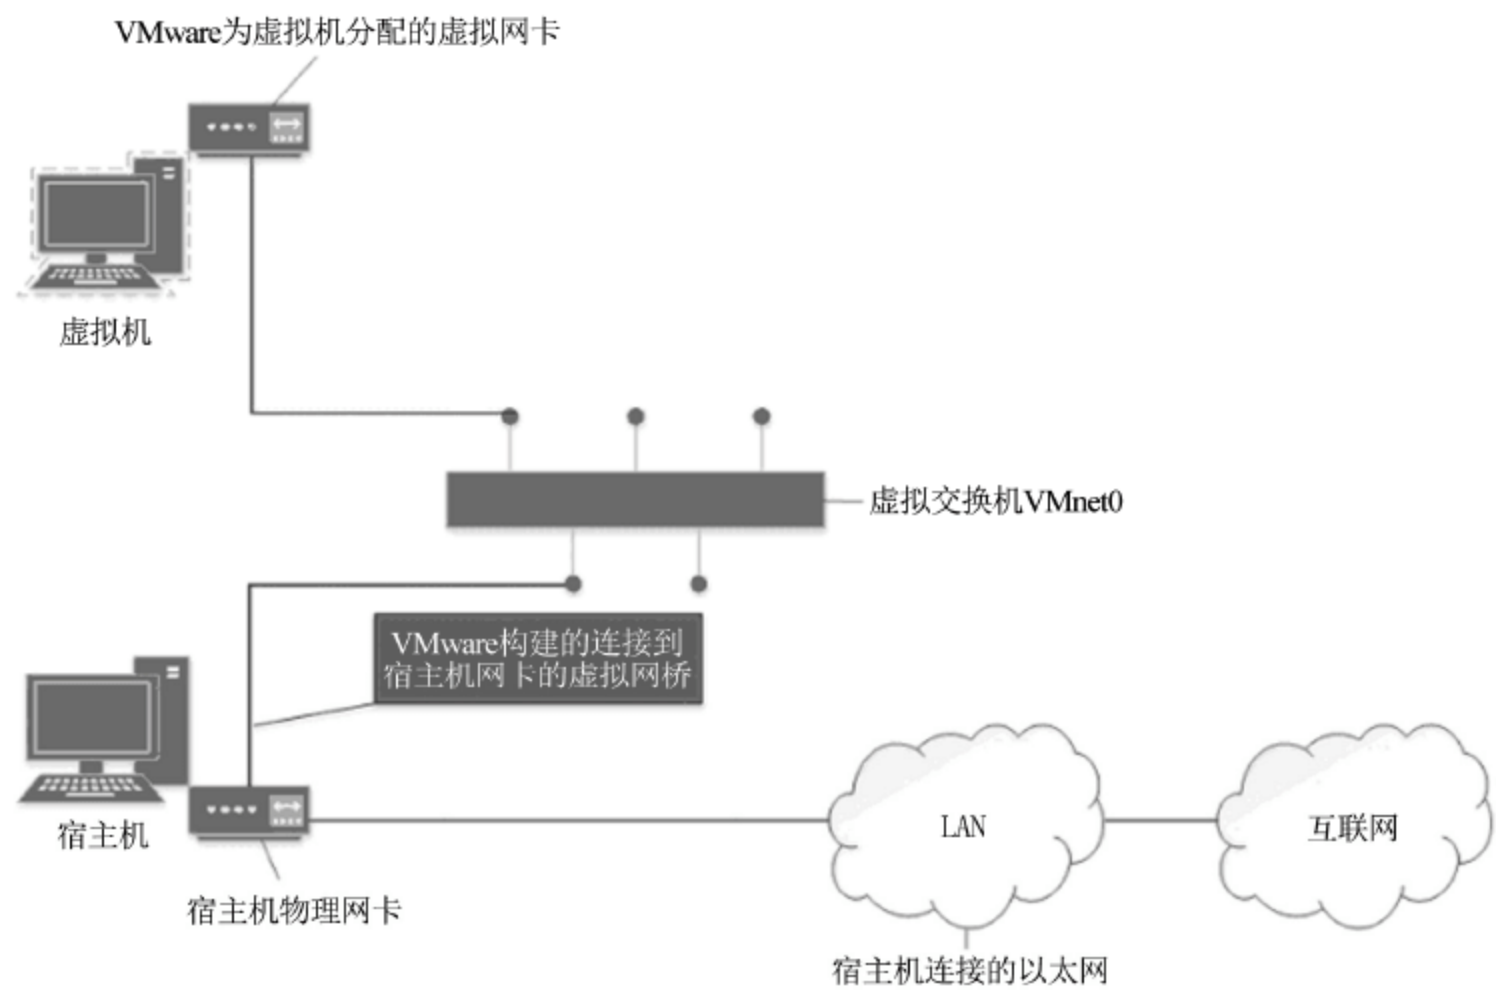 VMware为虚拟机分配的虚拟网卡
虚拟机
虚拟交换机VMnet0
VMware构建的连接到
宿主机网卡的虚拟网桥
宿主机
LAN
互联网
宿主机物理网卡
宿主机连接的以太网